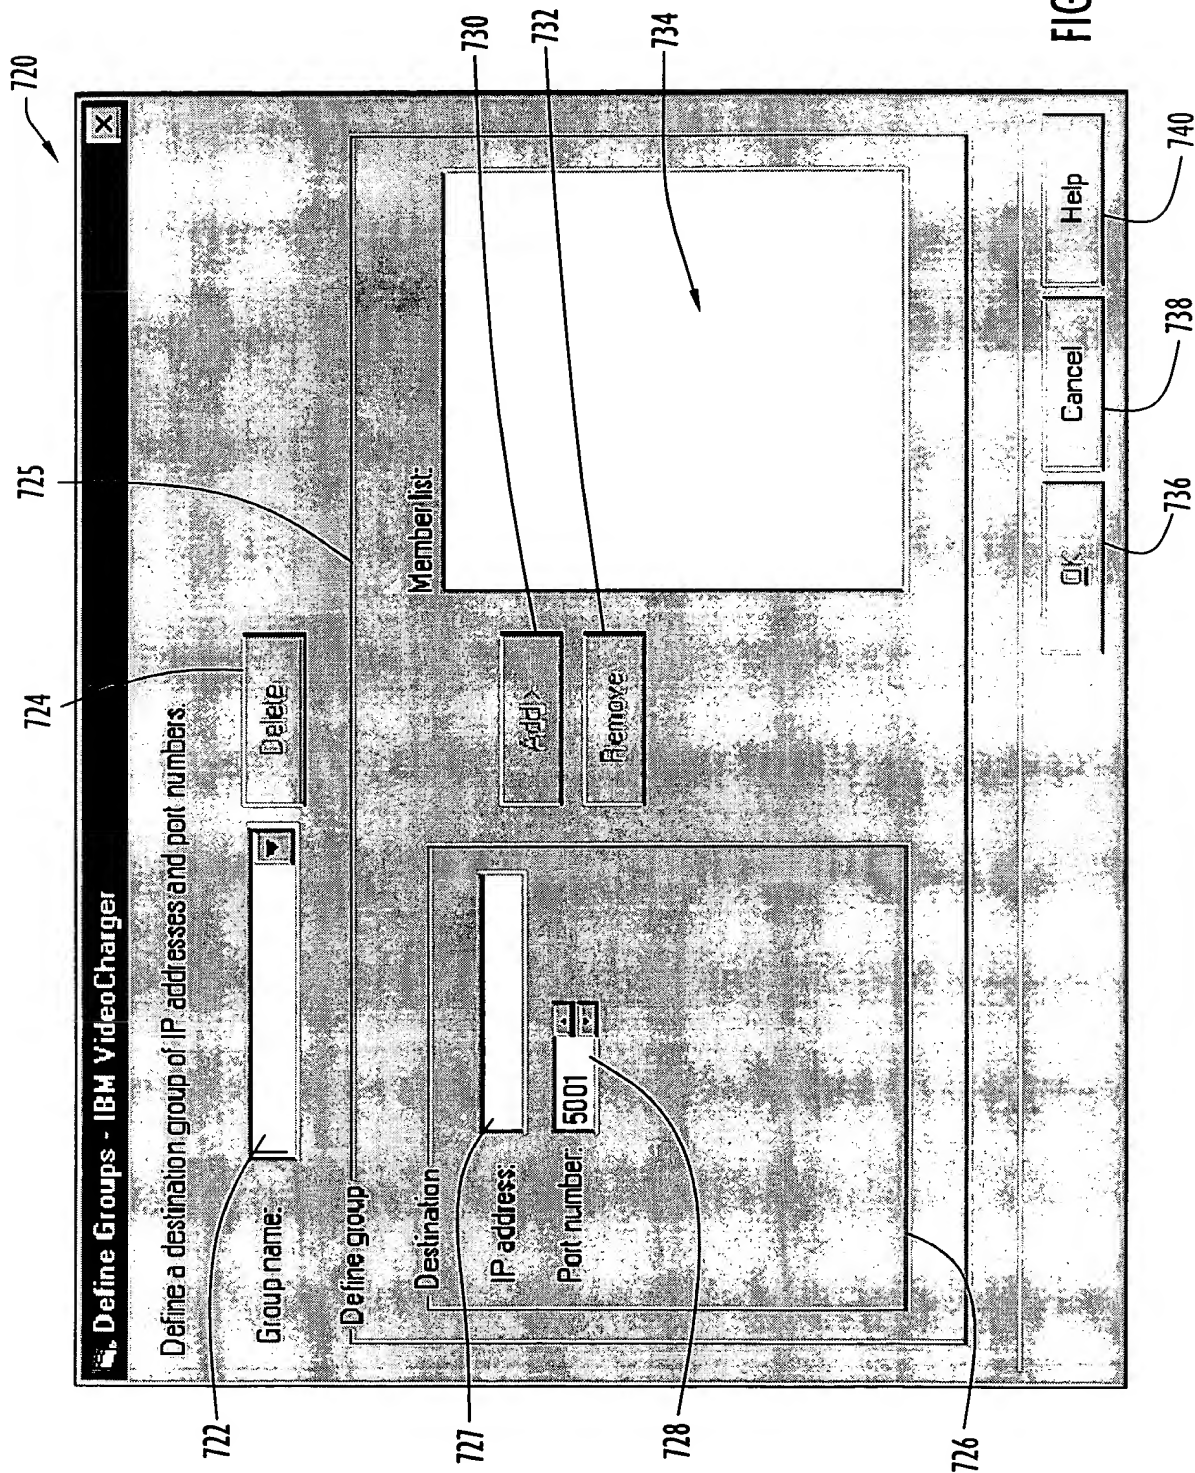 720
Define Groups - IBM VideoCharger
Define a destination group of IP addresses and port numbers.
Group name:
Delete
722
724
725
Define group
Destination
IP address:
Port number:
5001
Add>
Remove
Member list:
727
728
726
730
732
734
OK
Cancel
Help
736
738
740
FIG